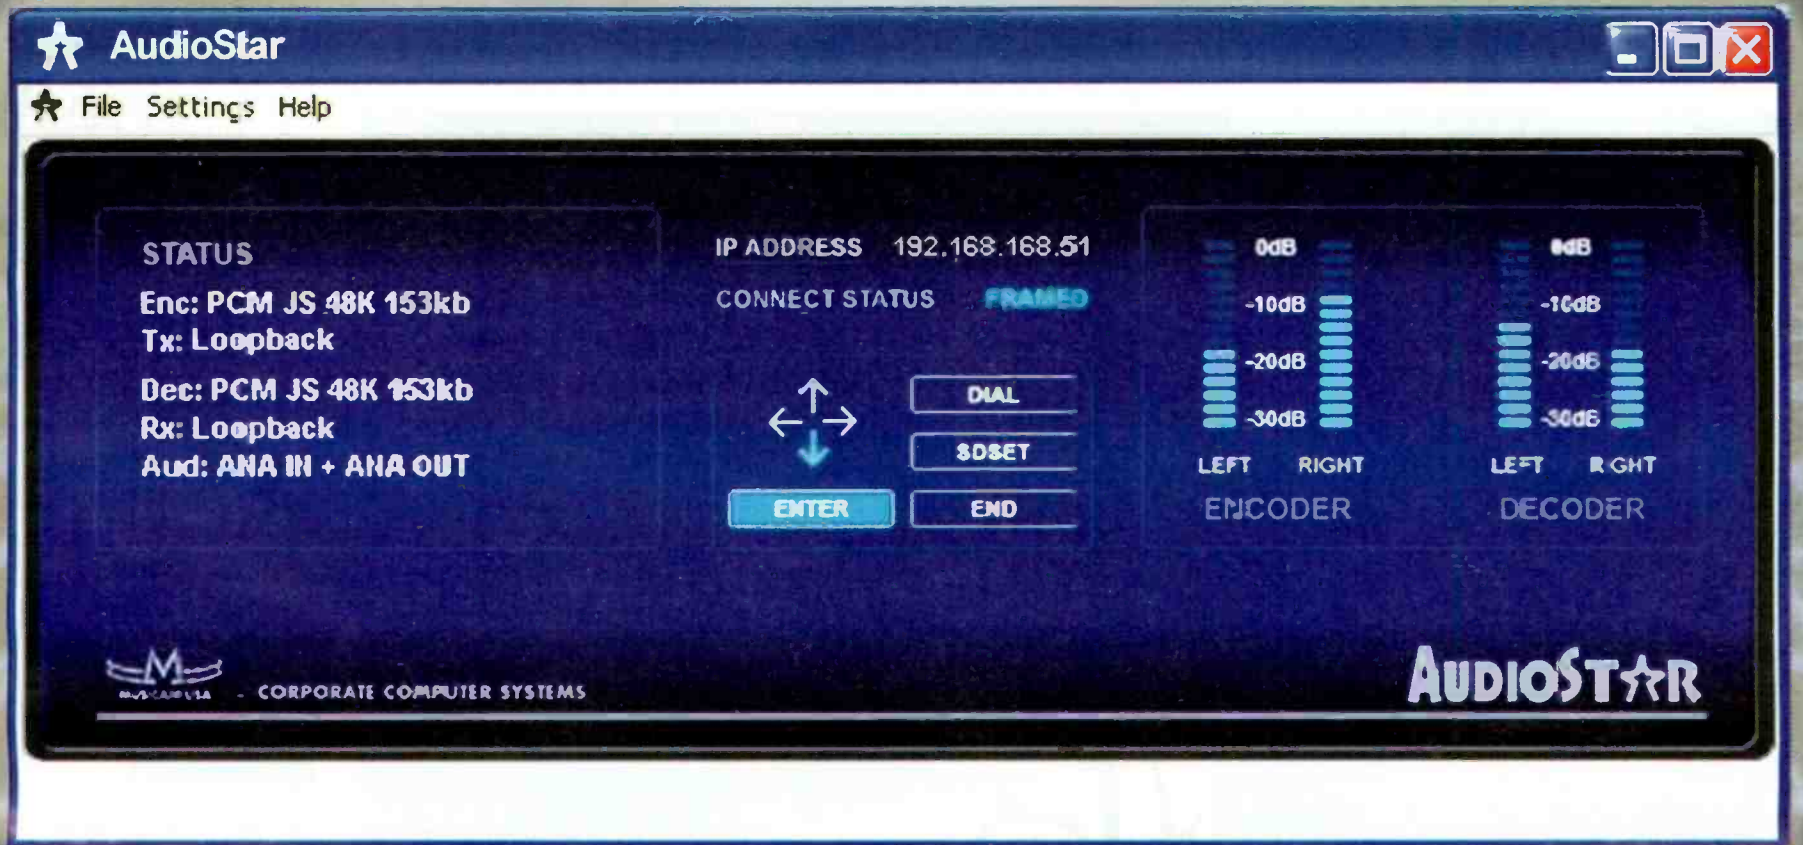 AudioStar
File Settings Help
STATUS
Enc: PCM JS 48K 153kb
Tx: Loopback
Dec: PCM JS 48K 153kb
Rx: Loopback
Aud: ANA IN + ANA OUT
IP ADDRESS 192.168.168.51
CONNECT STATUS FRAMED
DIAL
SDSET
ENTER
END
0dB
-10dB
-20dB
-30dB
LEFT RIGHT
ENCODER
0dB
-10dB
-20dB
-30dB
LEFT RIGHT
DECODER
M
MUSICAM USA - CORPORATE COMPUTER SYSTEMS
AUDIOSTAR